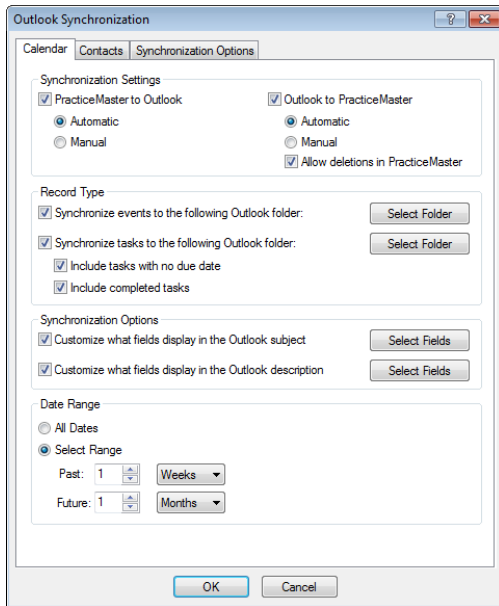 Outlook Synchronization
Calendar Contacts Synchronization Options
Synchronization Settings
PracticeMaster to Outlook Outlook to PracticeMaster
Automatic Automatic
Manual Manual
Allow deletions in PracticeMaster
Record Type
Synchronize events to the following Outlook folder: Select Folder
Synchronize tasks to the following Outlook folder: Select Folder
Include tasks with no due date
Include completed tasks
Synchronization Options
Customize what fields display in the Outlook subject Select Fields
Customize what fields display in the Outlook description Select Fields
Date Range
All Dates
Select Range
Past: 1 Weeks
Future: 1 Months
OK Cancel